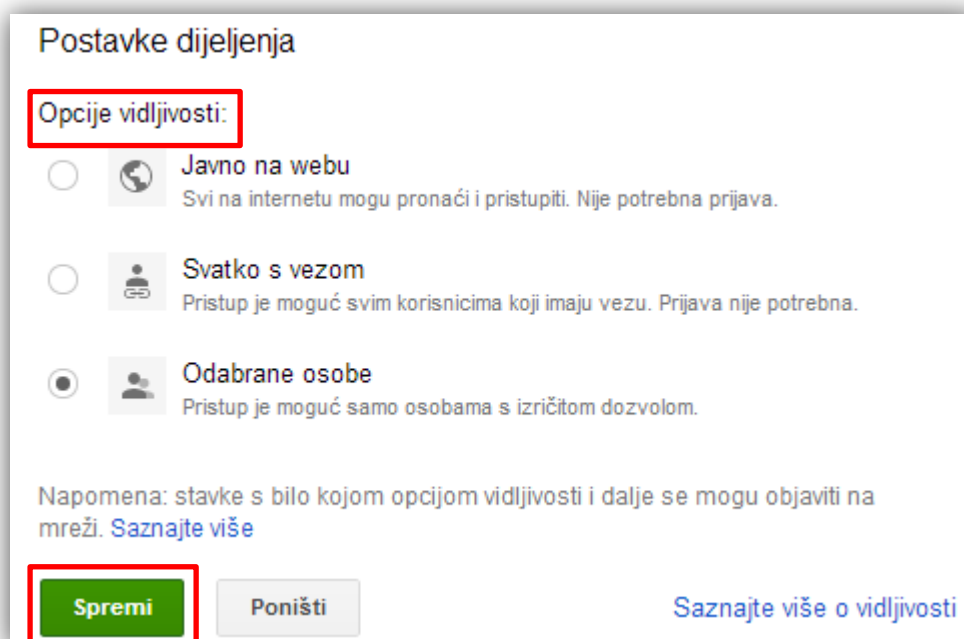 Postavke dijeljenja
Opcije vidljivosti:
Javno na webu
Svi na internetu mogu pronaći i pristupiti. Nije potrebna prijava.
Svatko s vezom
Pristup je moguć svim korisnicima koji imaju vezu. Prijava nije potrebna.
Odabrane osobe
Pristup je moguć samo osobama s izričitom dozvolom.
Napomena: stavke s bilo kojom opcijom vidljivosti i dalje se mogu objaviti na
mreži. Saznajte više
Spremi Poništi Saznajte više o vidljivosti